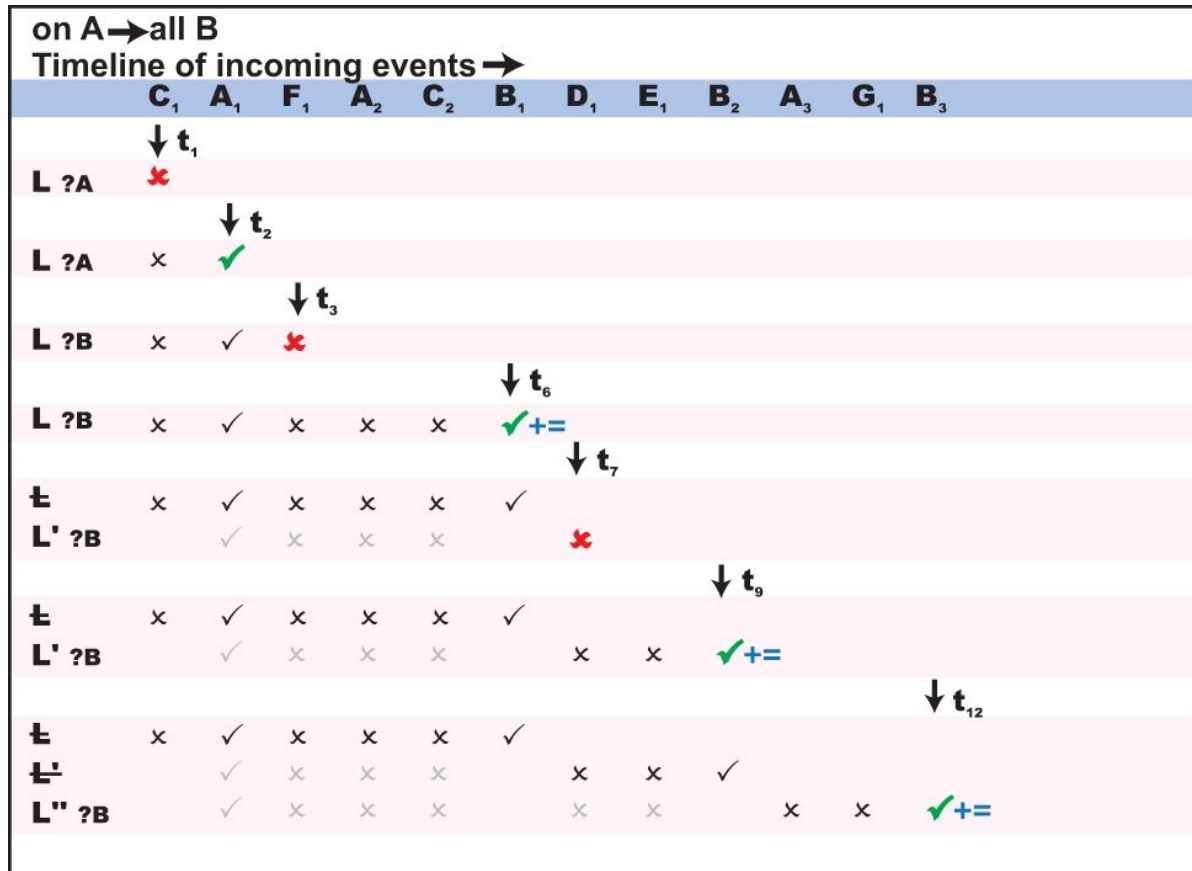 on A→all B
Timeline of incoming events→
C₁ A₁ F₁ A₂ C₂ B₁ D₁ E₁ B₂ A₃ G₁ B₃
t₁
L ?A
t₂
L ?A
t₃
L ?B
t₆
L ?B +=
t₇
L
L' ?B
t₉
L
L' ?B +=
t₁₂
L
L'
L" ?B +=